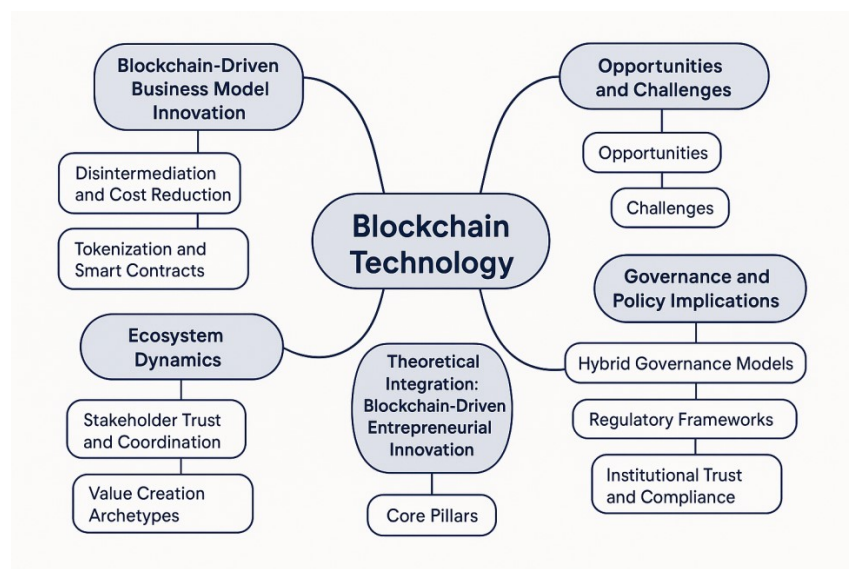 Blockchain-Driven
Business Model
Innovation
Disintermediation
and Cost Reduction
Tokenization and
Smart Contracts
Opportunities
and Challenges
Opportunities
Challenges
Blockchain
Technology
Governance and
Policy Implications
Hybrid Governance Models
Regulatory Frameworks
Institutional Trust
and Compliance
Ecosystem
Dynamics
Stakeholder Trust
and Coordination
Value Creation
Archetypes
Theoretical
Integration:
Blockchain-Driven
Entrepreneurial
Innovation
Core Pillars